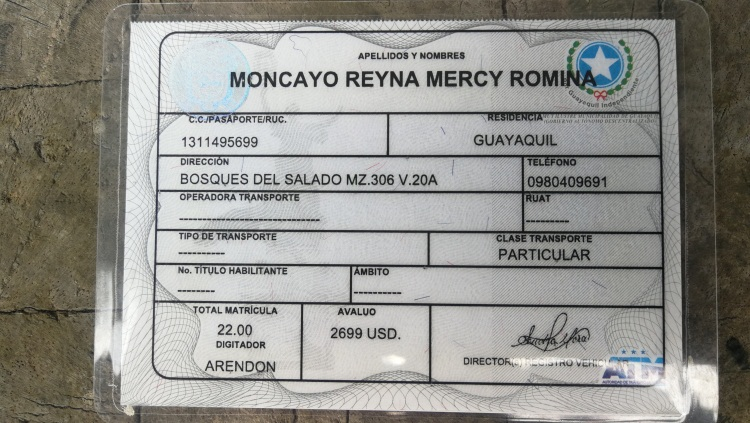 APELLIDOS Y NOMBRES
MONCAYO REYNA MERCY ROMINA
Guayaquil Independiente
C.C./PASAPORTE/RUC.
RESIDENCIA
1311495699
GUAYAQUIL
DIRECCIÓN
TELÉFONO
BOSQUES DEL SALADO MZ.306 V.20A
0980409691
OPERADORA TRANSPORTE
RUAT
----------------------------
---------
TIPO DE TRANSPORTE
CLASE TRANSPORTE
----------
PARTICULAR
No. TÍTULO HABILITANTE
ÁMBITO
--------
----------
TOTAL MATRÍCULA
AVALUO
22.00
2699 USD.
DIGITADOR
ARENDON
DIRECTOR(A) REGISTRO
ATM